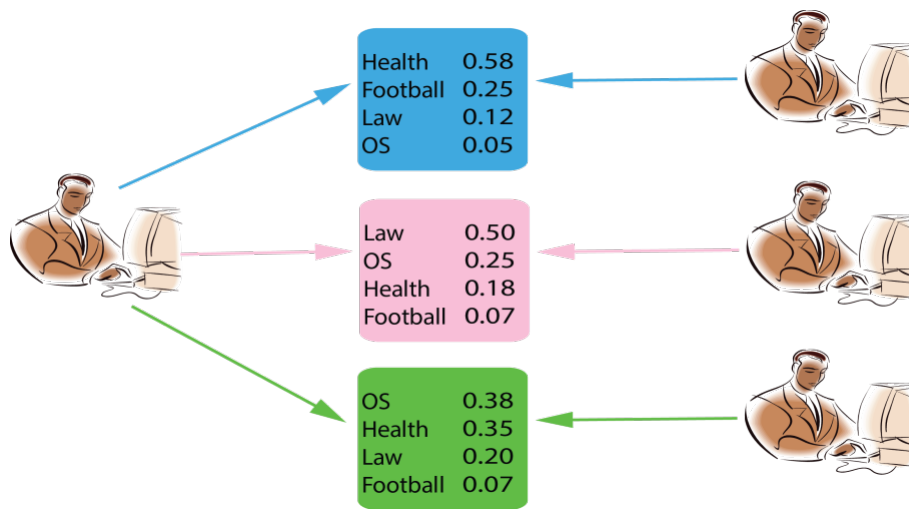 Health 0.58
Football 0.25
Law 0.12
OS 0.05
Law 0.50
OS 0.25
Health 0.18
Football 0.07
OS 0.38
Health 0.35
Law 0.20
Football 0.07